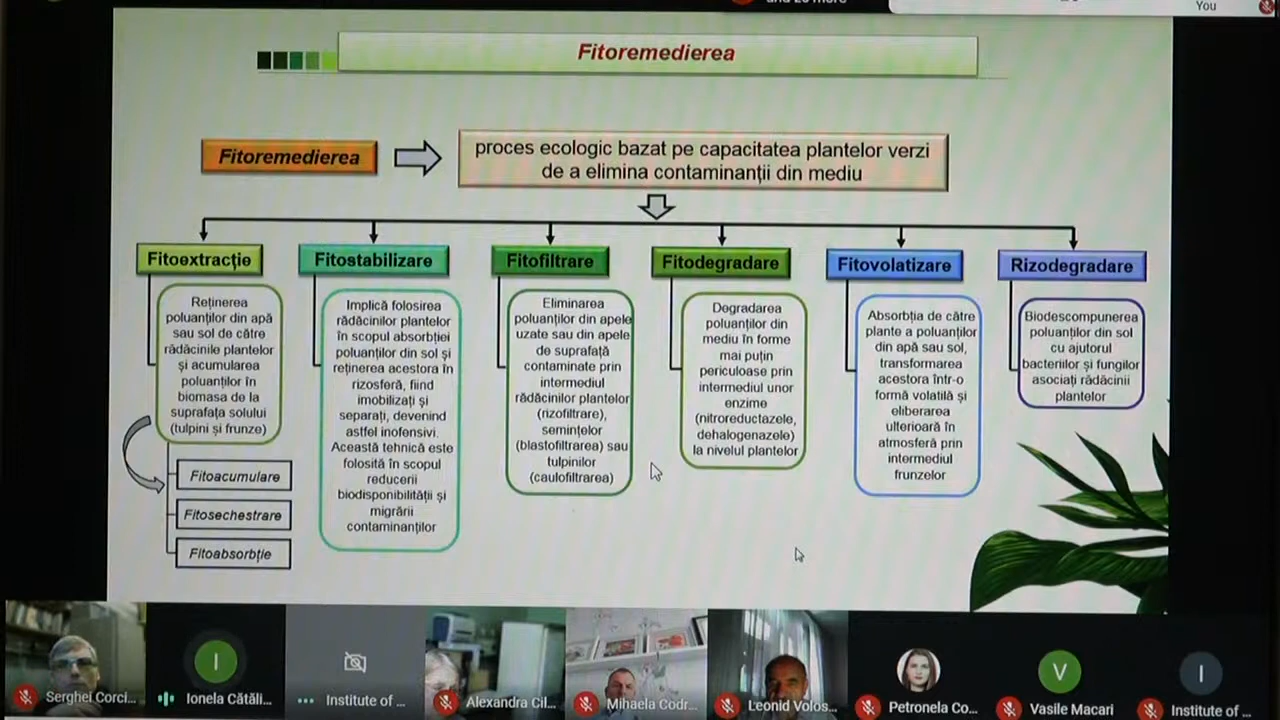 You
Fitoremedierea
Fitoremedierea
proces ecologic bazat pe capacitatea plantelor verzi
de a elimina contaminanții din mediu
Fitoextracție
Reținerea
poluanților din apă
sau sol de către
rădăcinile plantelor
și acumularea
poluanților în
biomasa de la
suprafața solului
(tulpini și frunze)
Fitoacumulare
Fitosechestrare
Fitoabsorbție
Fitostabilizare
Implică folosirea
rădăcinilor plantelor
în scopul absorbției
poluanților din sol și
reținerea acestora în
rizosferă, fiind
imobilizați și
separați, devenind
astfel inofensivi.
Această tehnică este
folosită în scopul
reducerii
biodisponibilității și
migrării
contaminanților
Fitofiltrare
Eliminarea
poluanților din apele
uzate sau din apele
de suprafață
contaminate prin
intermediul
rădăcinilor plantelor
(rizofiltrare),
semințelor
(blastofiltrarea) sau
tulpinilor
(caulofiltrarea)
Fitodegradare
Degradarea
poluanților din
mediu în forme
mai puțin
periculoase prin
intermediul unor
enzime
(nitroreductazele,
dehalogenazele)
la nivelul plantelor
Fitovolatizare
Absorbția de către
plante a poluanților
din apă sau sol,
transformarea
acestora într-o
formă volatilă și
eliberarea
ulterioară în
atmosferă prin
intermediul
frunzelor
Rizodegradare
Biodescompunerea
poluanților din sol
cu ajutorul
bacteriilor și fungilor
asociați rădăcinii
plantelor
Serghei Corci...
I
Ionela Cătăli...
Institute of ...
Alexandra Cil...
Mihaela Codr...
Leonid Volos...
Petronela Co...
V
Vasile Macari
I
Institute of ...